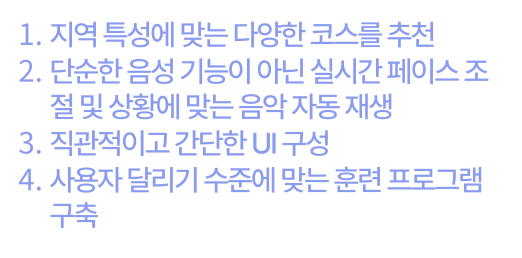 1. 지역 특성에 맞는 다양한 코스를 추천
2. 단순한 음성 기능이 아닌 실시간 페이스 조
절 및 상황에 맞는 음악 자동 재생
3. 직관적이고 간단한 UI 구성
4. 사용자 달리기 수준에 맞는 훈련 프로그램
구축